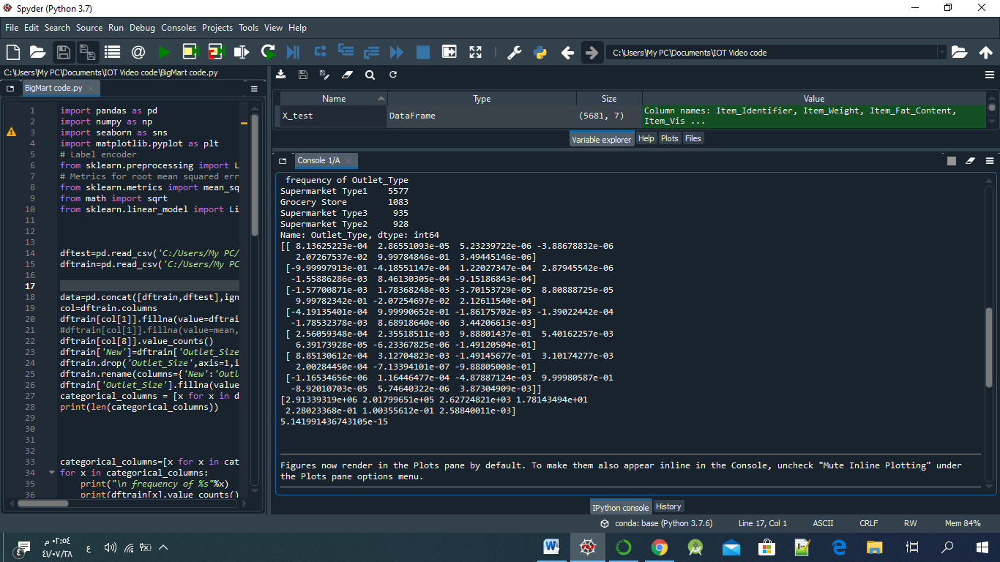 Spyder (Python 3.7)
File Edit Search Source Run Debug Consoles Projects Tools View Help
C:\Users\My PC\Documents\IOT Video code
C:\Users\My PC\Documents\IOT Video code\BigMart code.py
BigMart code.py
1 import pandas as pd
2 import numpy as np
3 import seaborn as sns
4 import matplotlib.pyplot as plt
5 # Label encoder
6 from sklearn.preprocessing import L
7 # Metrics for root mean squared err
8 from sklearn.metrics import mean_sq
9 from math import sqrt
10 from sklearn.linear_model import Li
11
12
13
14 dftest=pd.read_csv('C:/Users/My PC/
15 dftrain=pd.read_csv('C:/Users/My PC
16
17
18 data=pd.concat([dftrain,dftest],ign
19 col=dftrain.columns
20 dftrain[col[1]].fillna(value=dftrai
21 #dftrain[col[1]].fillna(value=mean,
22 dftrain[col[8]].value_counts()
23 dftrain['New']=dftrain['Outlet_Size
24 dftrain.drop('Outlet_Size',axis=1,i
25 dftrain.rename(columns={'New':'Outl
26 dftrain['Outlet_Size'].fillna(value
27 categorical_columns = [x for x in d
28 print(len(categorical_columns))
29
30
31
32
33 categorical_columns=[x for x in cat
34 for x in categorical_columns:
35 print("\n frequency of %s"%x)
36 print(dftrain[x].value_counts()
Name Type Size Value
X_test DataFrame (5681, 7) Column names: Item_Identifier, Item_Weight, Item_Fat_Content,
Item_Vis ...
Variable explorer Help Plots Files
Console 1/A
frequency of Outlet_Type
Supermarket Type1 5577
Grocery Store 1083
Supermarket Type3 935
Supermarket Type2 928
Name: Outlet_Type, dtype: int64
[[ 8.13625223e-04 2.86551093e-05 5.23239722e-06 -3.88678832e-06
2.07267537e-02 9.99784846e-01 3.49445146e-06]
[-9.99997913e-01 -4.18551147e-04 1.22027347e-04 2.87945542e-06
-1.55886286e-03 8.46130305e-04 -9.15186843e-04]
[-1.57700871e-03 1.78368248e-03 -3.70153729e-05 8.80888725e-05
9.99782342e-01 -2.07254697e-02 2.12611540e-04]
[-4.19135401e-04 9.99990652e-01 -1.86175702e-03 -1.39022442e-04
-1.78532378e-03 8.68918640e-06 3.44206613e-03]
[ 2.56059348e-04 2.35518511e-03 9.88801437e-01 5.40162257e-03
6.39173928e-05 -6.23367825e-06 -1.49120504e-01]
[ 8.85130612e-04 3.12704823e-03 -1.49145677e-01 3.10174277e-03
2.00284450e-04 -7.13394101e-07 -9.88805008e-01]
[-1.16534656e-06 1.16446477e-04 -4.87887124e-03 9.99980587e-01
-8.92010703e-05 5.74640322e-06 3.87304909e-03]]
[2.91339319e+06 2.01799651e+05 2.62724821e+03 1.78143494e+01
2.28023368e-01 1.00355612e-01 2.58840011e-03]
5.141991436743105e-15
Figures now render in the Plots pane by default. To make them also appear inline in the Console, uncheck "Mute Inline Plotting" under
the Plots pane options menu.
IPython console History
conda: base (Python 3.7.6) Line 17, Col 1 ASCII CRLF RW Mem 84%
٠٢:٥٤ م
٤١/٠٧/٢٨
ع